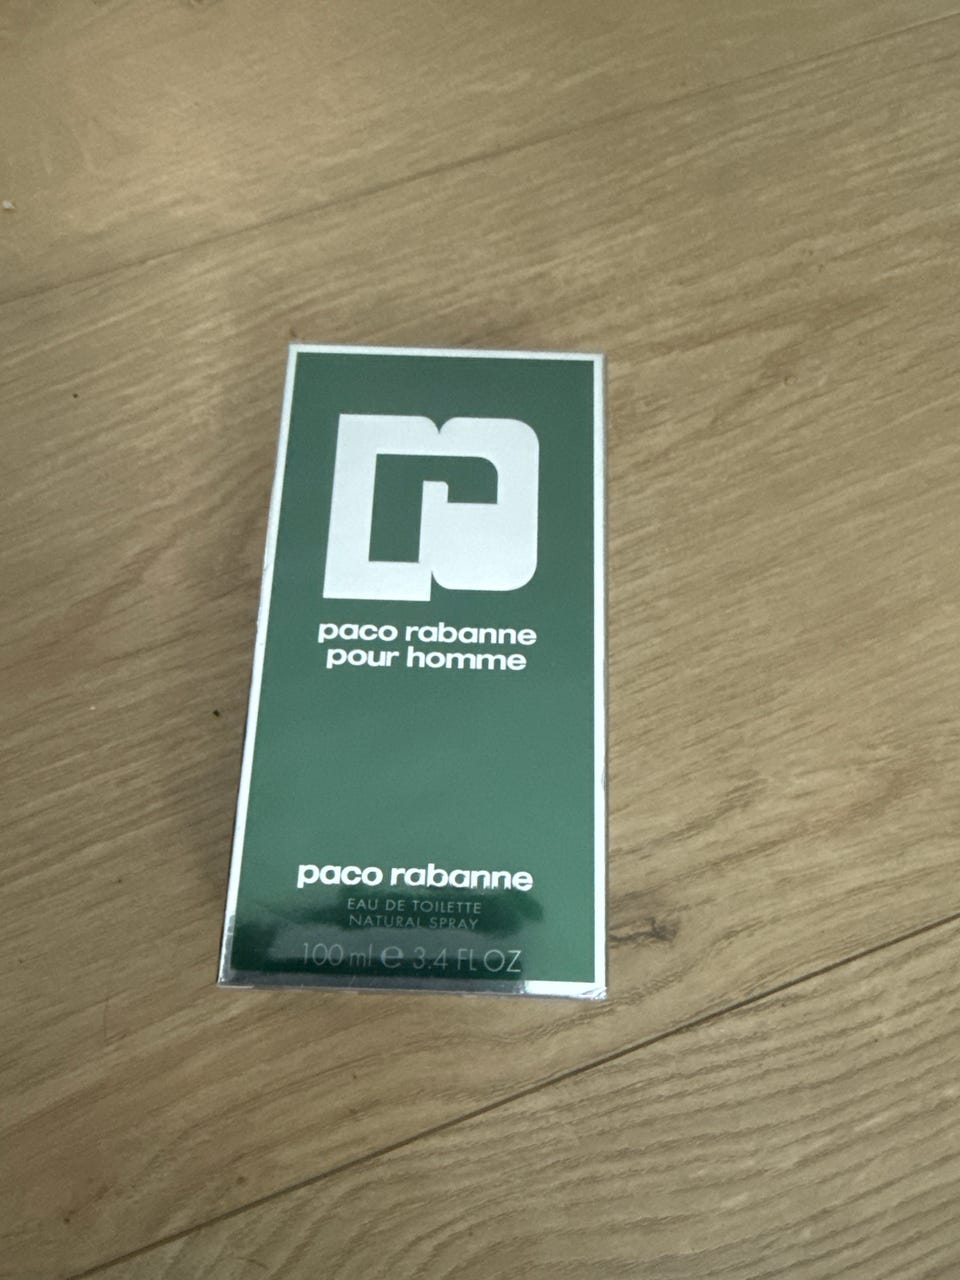 paco rabanne
pour homme
paco rabanne
EAU DE TOILETTE
NATURAL SPRAY
100 ml e 3.4 FL OZ